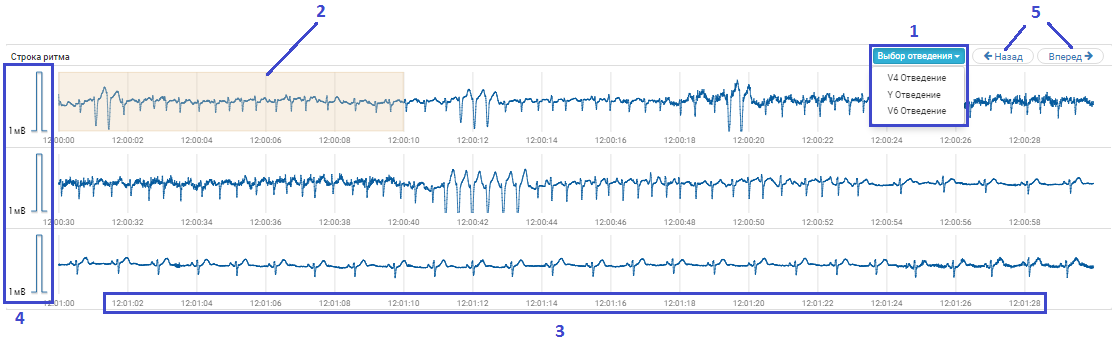 2
1
5
Строка ритма
Выбор отведения
Назад
Вперед
V4 Отведение
Y Отведение
V6 Отведение
1мВ
12:00:00 12:00:02 12:00:04 12:00:06 12:00:08 12:00:10 12:00:12 12:00:14 12:00:16 12:00:18 12:00:20 12:00:22 12:00:24 12:00:26 12:00:28
1мВ
12:00:30 12:00:32 12:00:34 12:00:36 12:00:38 12:00:40 12:00:42 12:00:44 12:00:46 12:00:48 12:00:50 12:00:52 12:00:54 12:00:56 12:00:58
1мВ
12:01:00 12:01:02 12:01:04 12:01:06 12:01:08 12:01:10 12:01:12 12:01:14 12:01:16 12:01:18 12:01:20 12:01:22 12:01:24 12:01:26 12:01:28
4
3